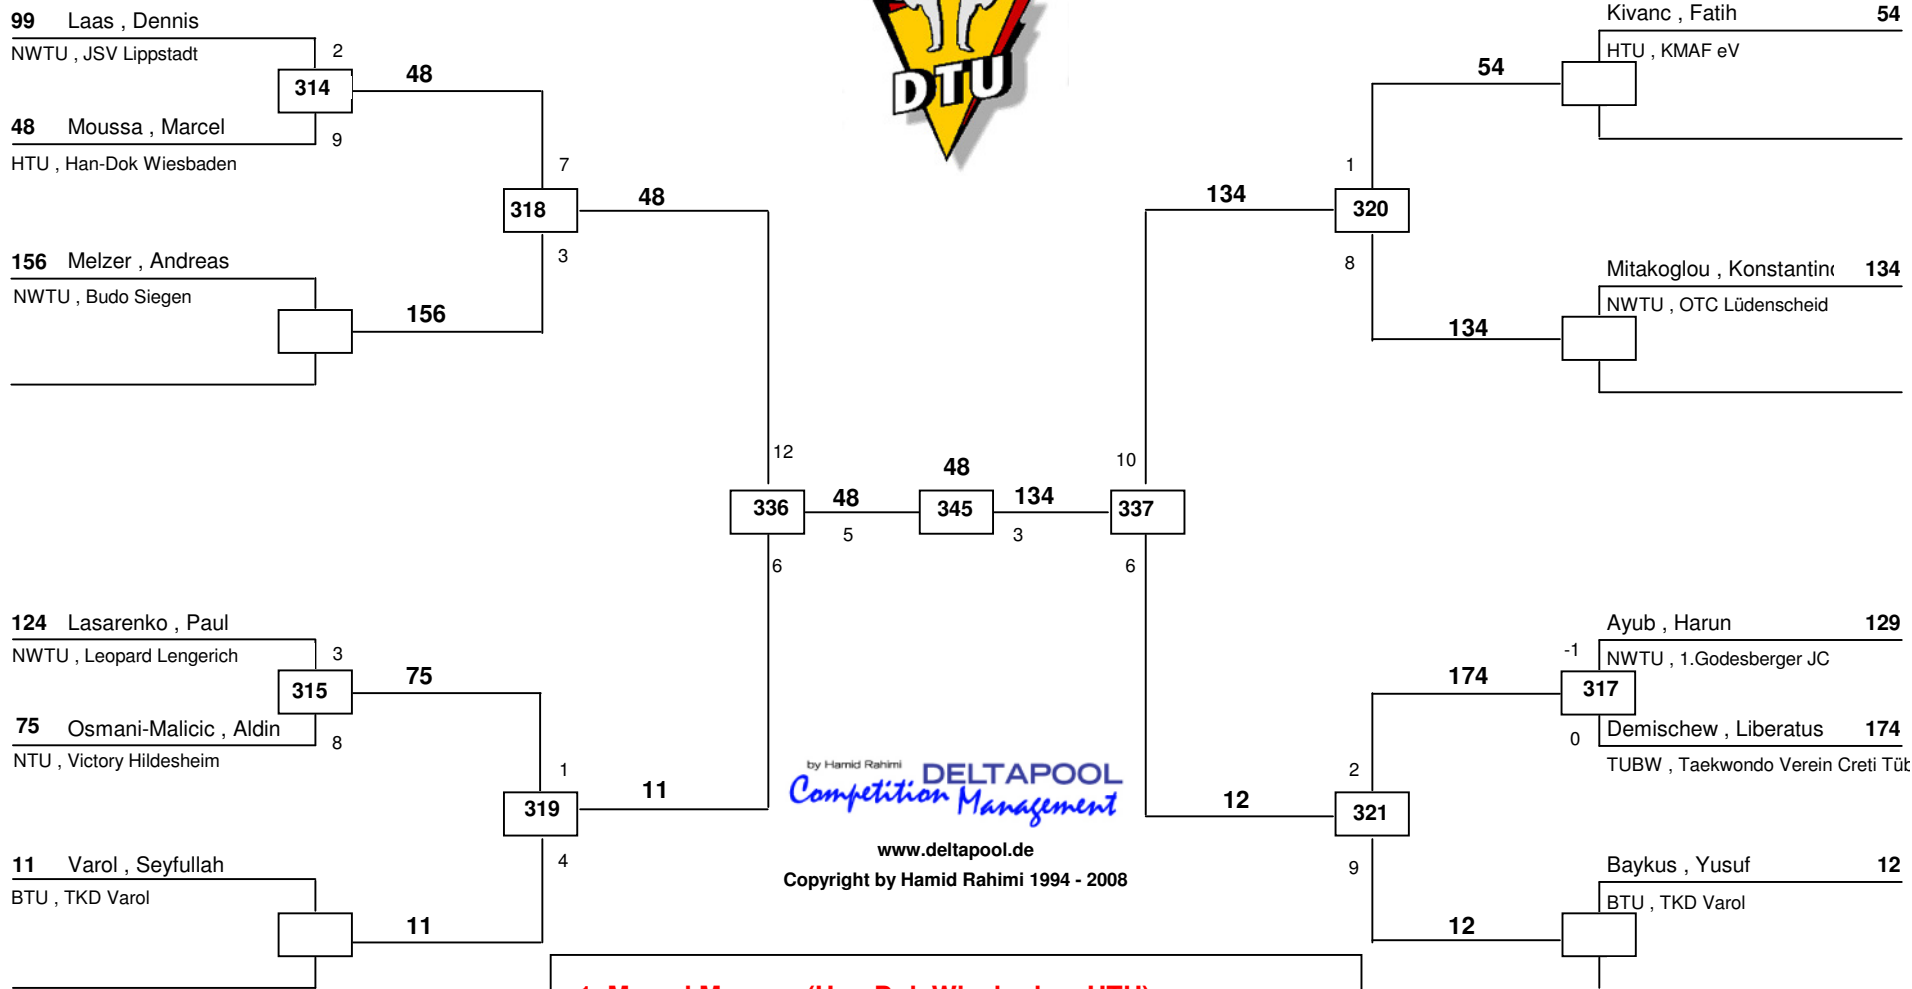 99 Laas , Dennis
NWTU , JSV Lippstadt
2
314
48
48 Moussa , Marcel
9
HTU , Han-Dok Wiesbaden
7
318
48
3
156 Melzer , Andreas
NWTU , Budo Siegen
156
DTU
Kivanc , Fatih 54
HTU , KMAF eV
54
1
134
320
8
Mitakoglou , Konstantin 134
NWTU , OTC Lüdenscheid
134
12
336
48
5
6
48
345
134
3
10
337
6
124 Lasarenko , Paul
NWTU , Leopard Lengerich
3
315
75
75 Osmani-Malicic , Aldin
8
NTU , Victory Hildesheim
1
319
11
4
11 Varol , Seyfullah
BTU , TKD Varol
11
by Hamid Rahimi DELTAPOOL
Competition Management
www.deltapool.de
Copyright by Hamid Rahimi 1994 - 2008
Ayub , Harun 129
-1
NWTU , 1.Godesberger JC
174
317
Demischew , Liberatus 174
0
TUBW , Taekwondo Verein Creti Tüb
2
12
321
9
Baykus , Yusuf 12
BTU , TKD Varol
12